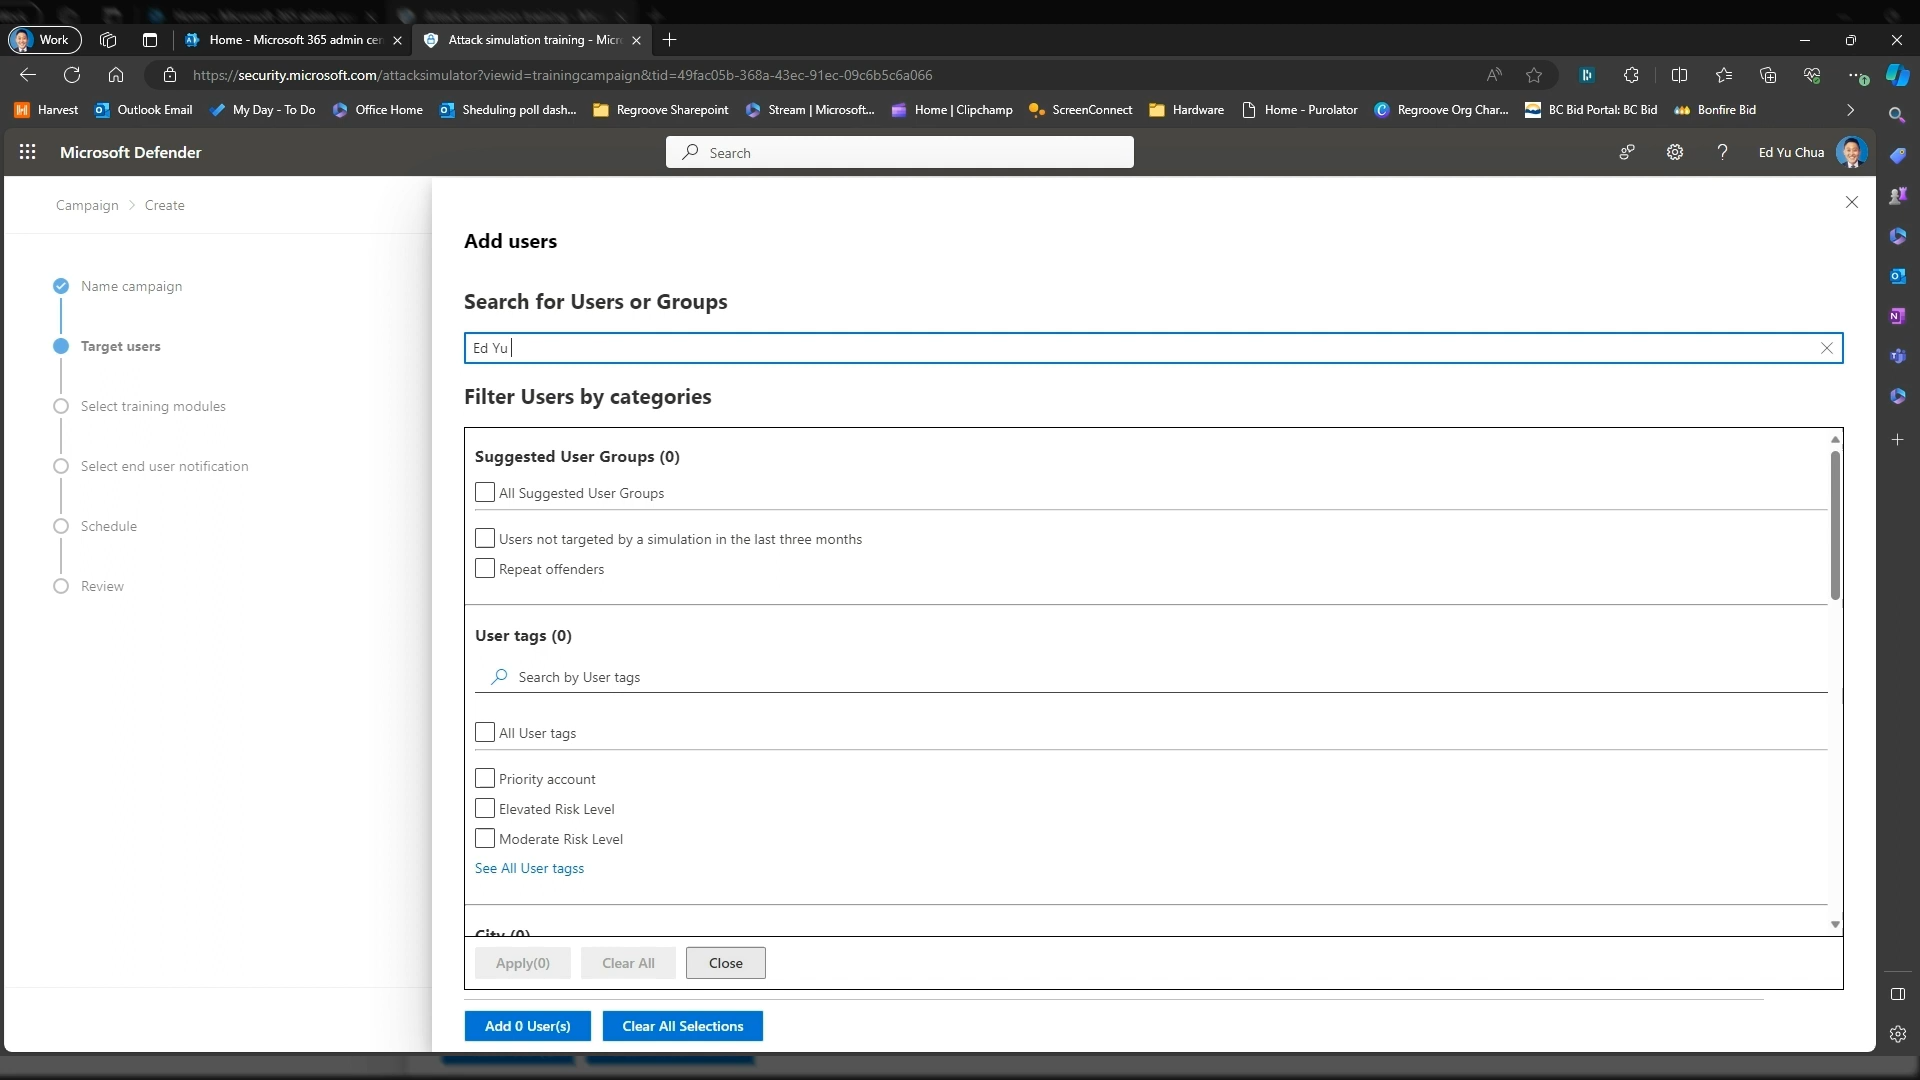 Work
Home - Microsoft 365 admin cen
Attack simulation training - Micr
https://security.microsoft.com/attacksimulator?viewid=trainingcampaign&tid=49fac05b-368a-43ec-91ec-09c6b5c6a066
Harvest
Outlook Email
My Day - To Do
Office Home
Sheduling poll dash...
Regroove Sharepoint
Stream | Microsoft...
Home | Clipchamp
ScreenConnect
Hardware
Home - Purolator
Regroove Org Char...
BC Bid Portal: BC Bid
Bonfire Bid
Microsoft Defender
Search
Ed Yu Chua
Campaign > Create
Name campaign
Target users
Select training modules
Select end user notification
Schedule
Review
Add users
Search for Users or Groups
Ed Yu
Filter Users by categories
Suggested User Groups (0)
All Suggested User Groups
Users not targeted by a simulation in the last three months
Repeat offenders
User tags (0)
Search by User tags
All User tags
Priority account
Elevated Risk Level
Moderate Risk Level
See All User tagss
City (0)
Apply(0)
Clear All
Close
Add 0 User(s)
Clear All Selections